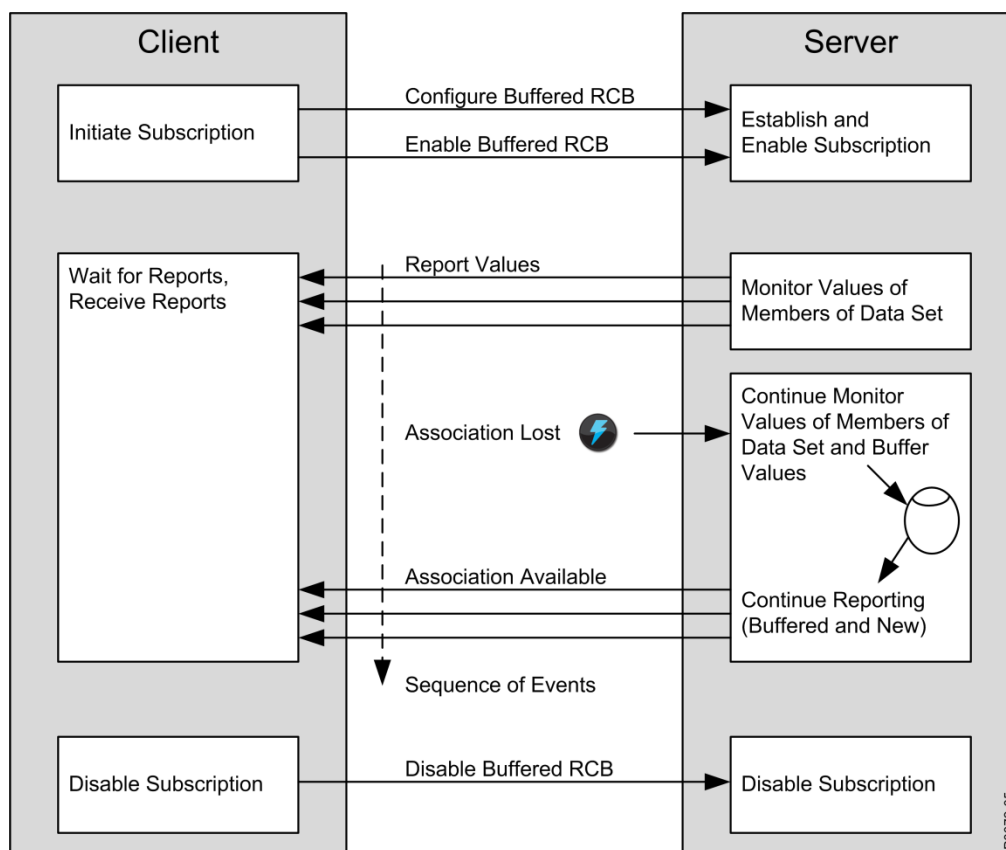 Client
Server
Configure Buffered RCB
Initiate Subscription
Establish and
Enable Subscription
Enable Buffered RCB
Report Values
Wait for Reports,
Receive Reports
Monitor Values of
Members of Data Set
Association Lost
Continue Monitor
Values of Members of
Data Set and Buffer
Values
Association Available
Continue Reporting
(Buffered and New)
Sequence of Events
Disable Buffered RCB
Disable Subscription
Disable Subscription